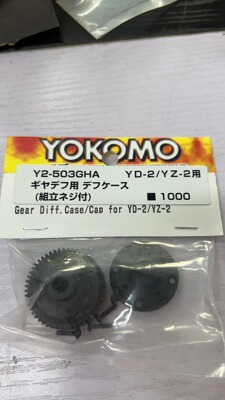 YOKOMO
Y2-503GHA YD-2/YZ-2用
ギヤデフ用 デフケース
(組立ネジ付) ■1000
Gear Diff.Case/Cap for YD-2/YZ-2